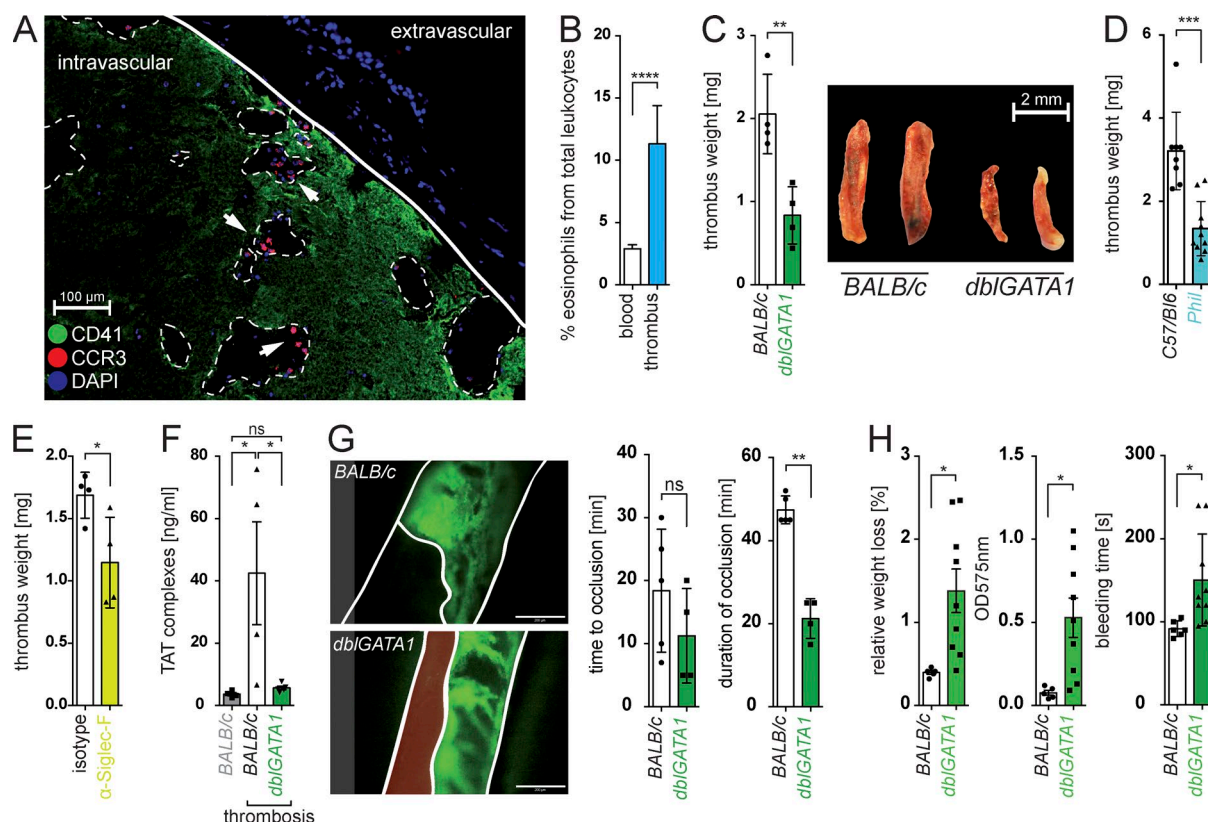 A
extravascular
intravascular
100 µm
CD41
CCR3
DAPI
B
% eosinophils from total leukocytes
20
15
10
5
0
****
blood
thrombus
C
thrombus weight [mg]
3
2
1
0
**
BALB/c
dblGATA1
2 mm
BALB/c
dblGATA1
D
thrombus weight [mg]
6
4
2
0
***
C57/Bl6
Phil
E
thrombus weight [mg]
2.0
1.5
1.0
0.5
0.0
*
isotype
α-Siglec-F
F
TAT complexes [ng/ml]
80
60
40
20
0
ns
* *
BALB/c
BALB/c
dblGATA1
thrombosis
G
BALB/c
dblGATA1
time to occlusion [min]
40
30
20
10
0
ns
BALB/c
dblGATA1
duration of occlusion [min]
60
40
20
0
**
BALB/c
dblGATA1
H
relative weight loss [%]
3
2
1
0
*
BALB/c
dblGATA1
OD575nm
1.5
1.0
0.5
0.0
*
BALB/c
dblGATA1
bleeding time [s]
300
200
100
0
*
BALB/c
dblGATA1